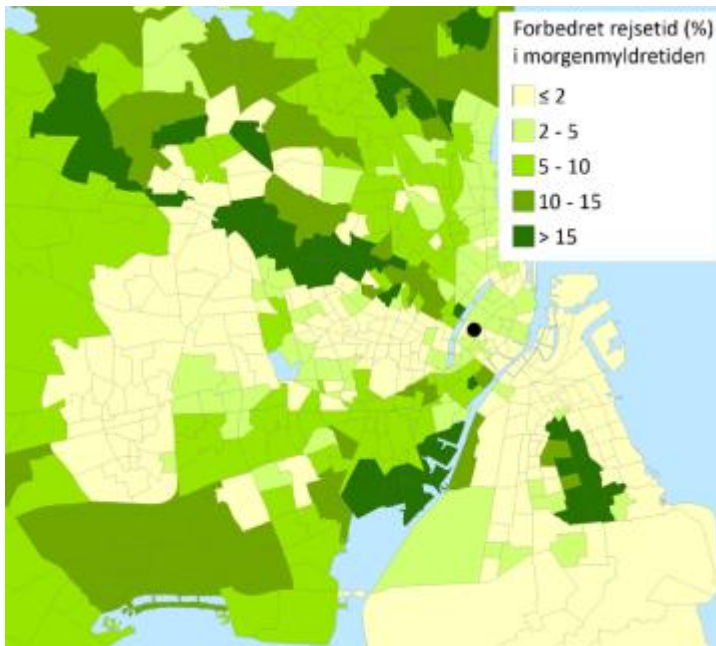 Forbedret rejsetid (%)
i morgenmyldretiden
≤ 2
2 - 5
5 - 10
10 - 15
> 15